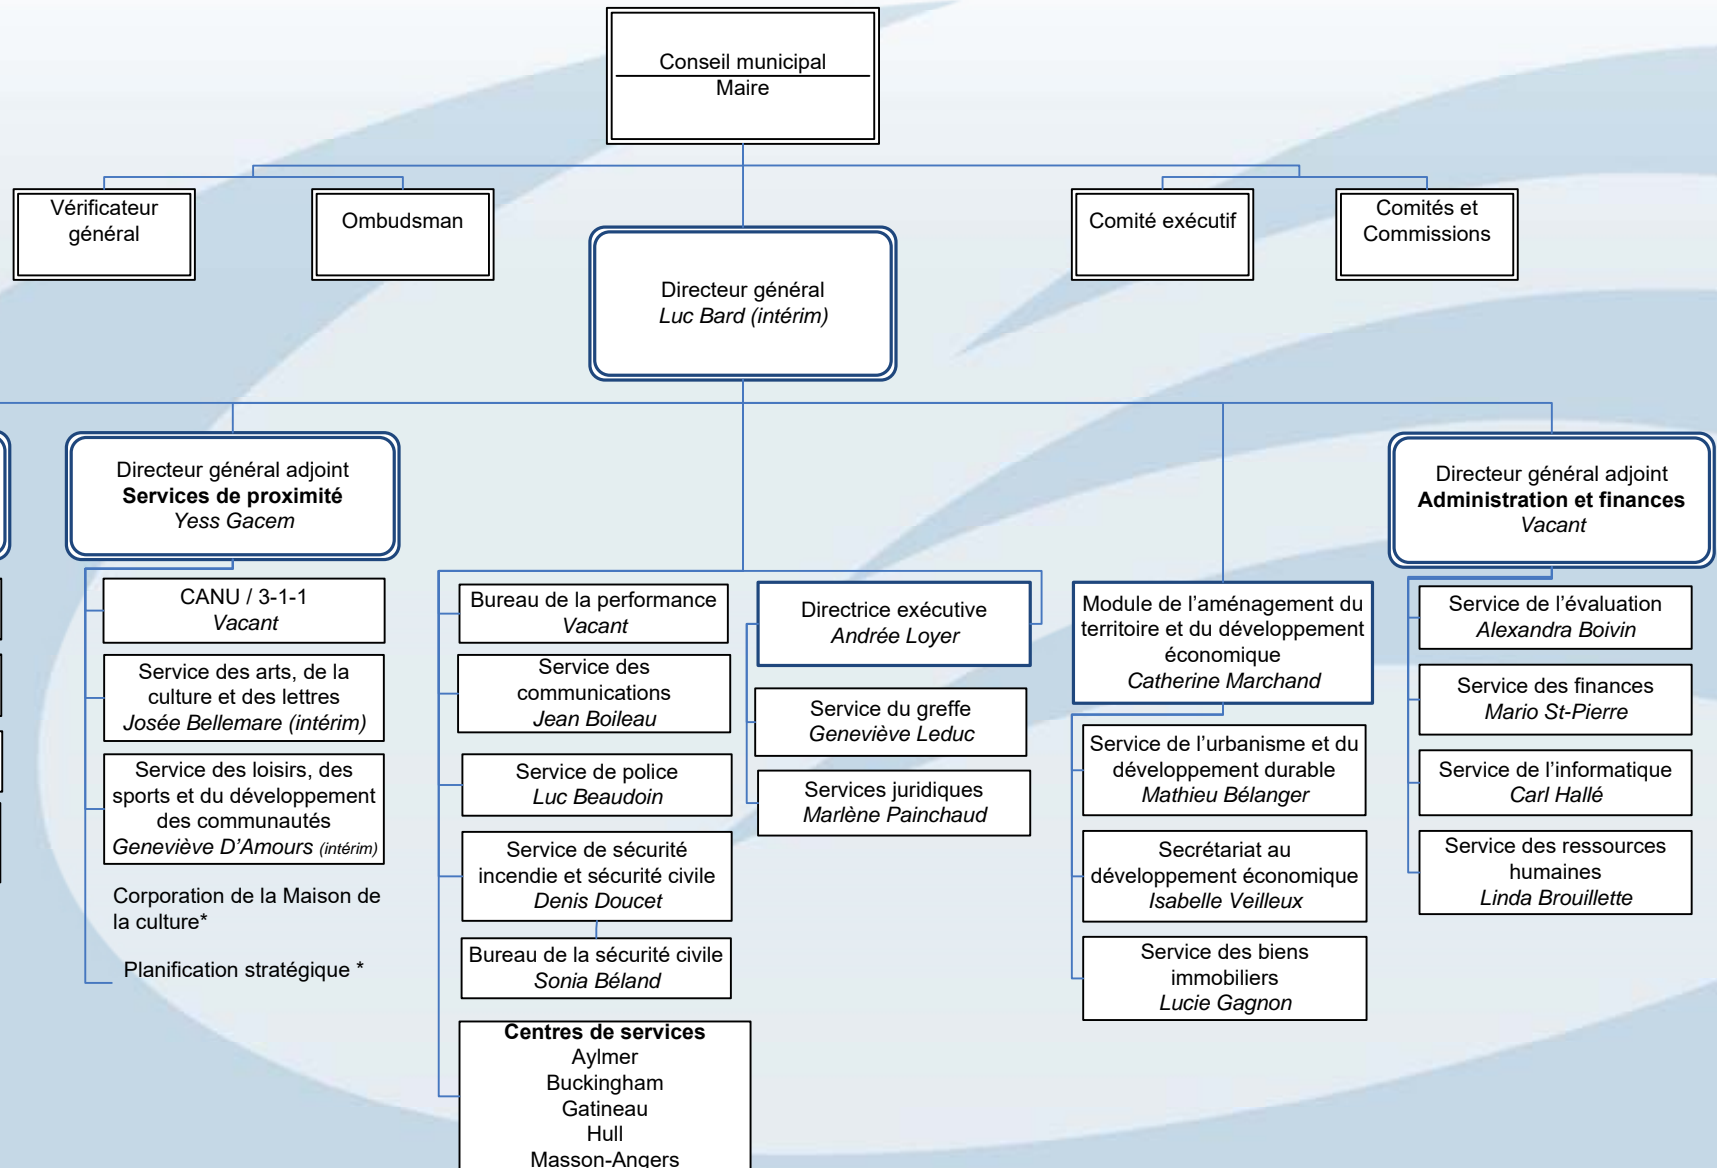 Conseil municipal
Maire
Vérificateur
général
Ombudsman
Comité exécutif
Comités et
Commissions
Directeur général
Luc Bard (intérim)
Directeur général adjoint
Services de proximité
Yess Gacem
Directeur général adjoint
Administration et finances
Vacant
CANU / 3-1-1
Vacant
Service des arts, de la
culture et des lettres
Josée Bellemare (intérim)
Service des loisirs, des
sports et du développement
des communautés
Geneviève D’Amours (intérim)
Corporation de la Maison de
la culture*
Planification stratégique *
Bureau de la performance
Vacant
Service des
communications
Jean Boileau
Service de police
Luc Beaudoin
Service de sécurité
incendie et sécurité civile
Denis Doucet
Bureau de la sécurité civile
Sonia Béland
Centres de services
Aylmer
Buckingham
Gatineau
Hull
Masson-Angers
Directrice exécutive
Andrée Loyer
Service du greffe
Geneviève Leduc
Services juridiques
Marlène Painchaud
Module de l’aménagement du
territoire et du développement
économique
Catherine Marchand
Service de l’urbanisme et du
développement durable
Mathieu Bélanger
Secrétariat au
développement économique
Isabelle Veilleux
Service des biens
immobiliers
Lucie Gagnon
Service de l’évaluation
Alexandra Boivin
Service des finances
Mario St-Pierre
Service de l’informatique
Carl Hallé
Service des ressources
humaines
Linda Brouillette